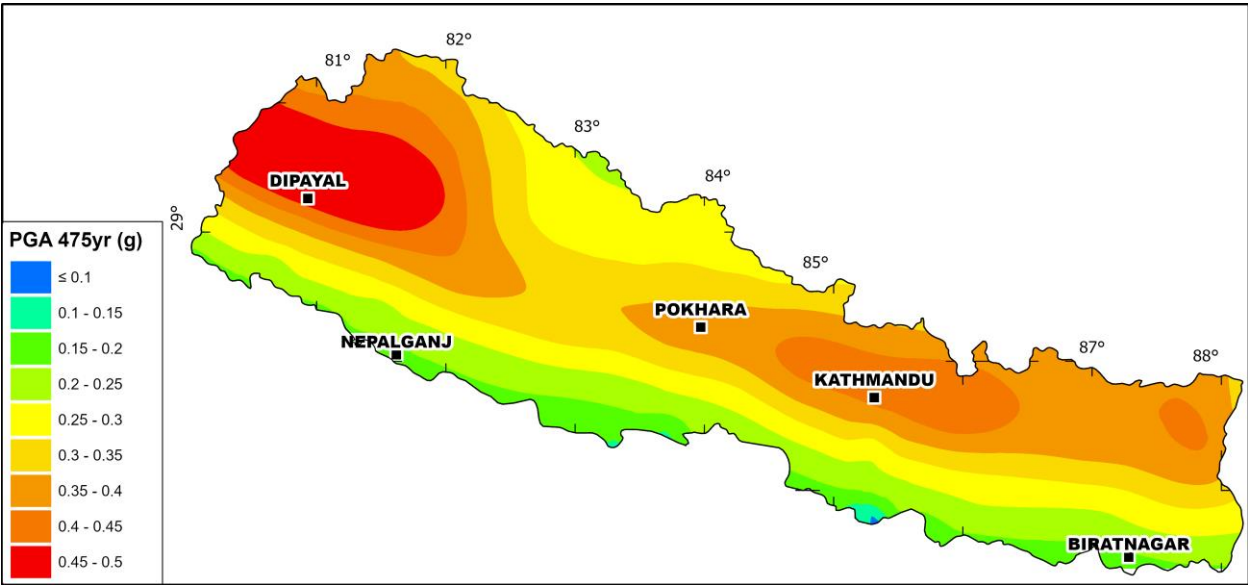 81°
82°
83°
84°
85°
87°
88°
29°
DIPAYAL
NEPALGANJ
POKHARA
KATHMANDU
BIRATNAGAR
PGA 475yr (g)
≤ 0.1
0.1 - 0.15
0.15 - 0.2
0.2 - 0.25
0.25 - 0.3
0.3 - 0.35
0.35 - 0.4
0.4 - 0.45
0.45 - 0.5